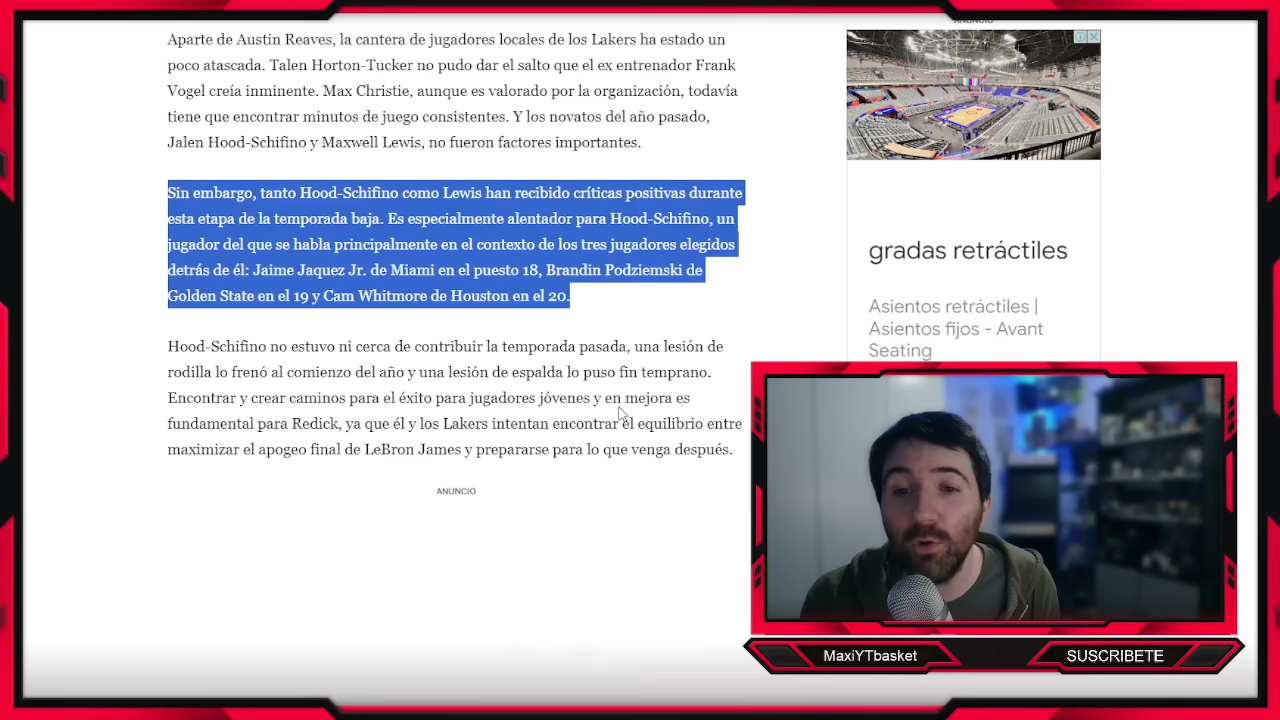 ANUNCIO
Aparte de Austin Reaves, la cantera de jugadores locales de los Lakers ha estado un
poco atascada. Talen Horton-Tucker no pudo dar el salto que el ex entrenador Frank
Vogel creía inminente. Max Christie, aunque es valorado por la organización, todavía
tiene que encontrar minutos de juego consistentes. Y los novatos del año pasado,
Jalen Hood-Schifino y Maxwell Lewis, no fueron factores importantes.
Sin embargo, tanto Hood-Schifino como Lewis han recibido críticas positivas durante
esta etapa de la temporada baja. Es especialmente alentador para Hood-Schifino, un
jugador del que se habla principalmente en el contexto de los tres jugadores elegidos
detrás de él: Jaime Jaquez Jr. de Miami en el puesto 18, Brandin Podziemski de
Golden State en el 19 y Cam Whitmore de Houston en el 20.
Hood-Schifino no estuvo ni cerca de contribuir la temporada pasada, una lesión de
rodilla lo frenó al comienzo del año y una lesión de espalda lo puso fin temprano.
Encontrar y crear caminos para el éxito para jugadores jóvenes y en mejora es
fundamental para Redick, ya que él y los Lakers intentan encontrar el equilibrio entre
maximizar el apogeo final de LeBron James y prepararse para lo que venga después.
ANUNCIO
gradas retráctiles
Asientos retráctiles |
Asientos fijos - Avant
Seating
MaxiYTbasket
SUSCRIBETE